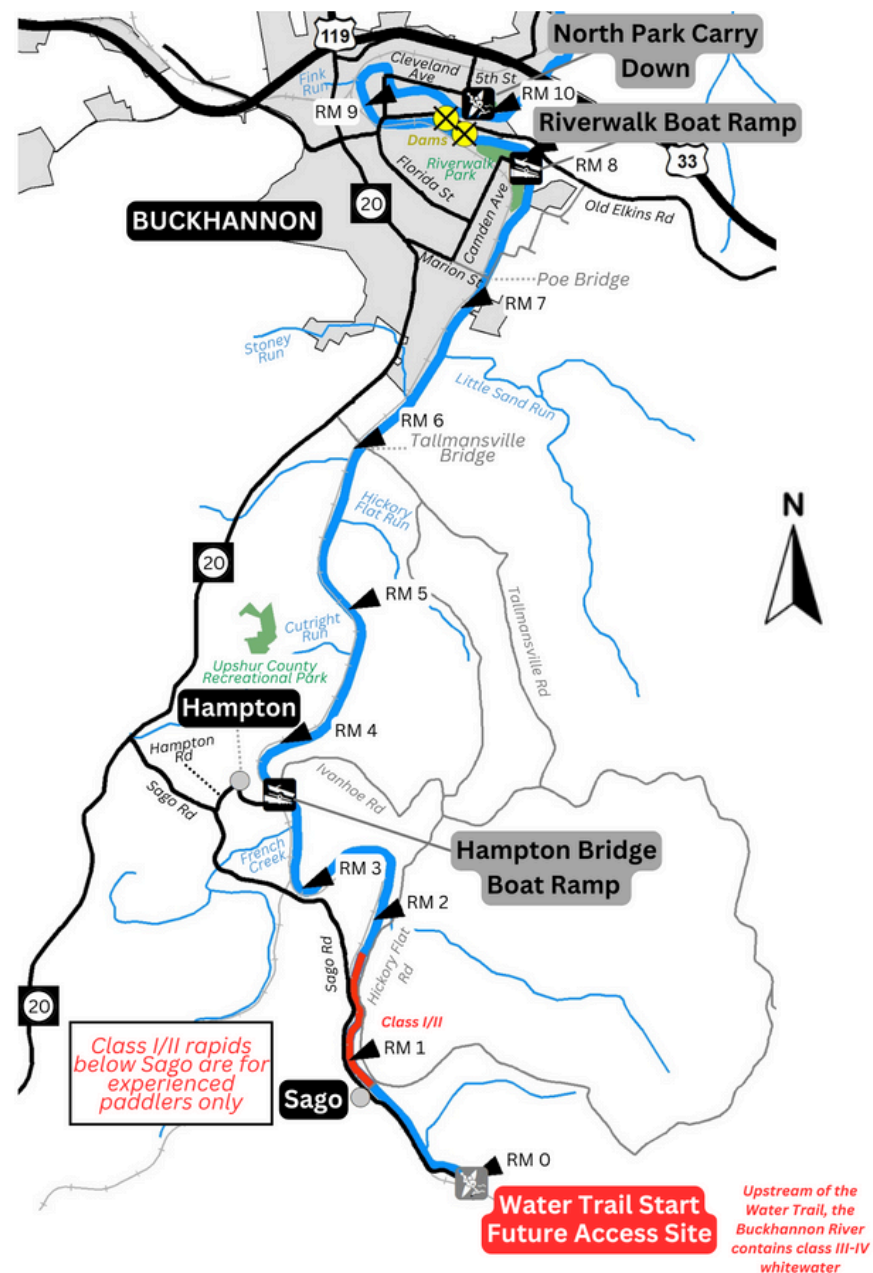 119
North Park Carry
Down
Cleveland
Ave
5th St
Fink
Run
RM 10
RM 9
Riverwalk Boat Ramp
Dams
Riverwalk
Park
RM 8
33
Florida St
20
BUCKHANNON
Camden Ave
Old Elkins Rd
Marion St
Poe Bridge
RM 7
Stoney
Run
Little Sand Run
RM 6
Tallmansville
Bridge
Hickory
Flat Run
N
20
RM 5
Tallmansville Rd
Cutright
Run
Upshur County
Recreational Park
Hampton
RM 4
Hampton
Rd
Ivanhoe Rd
Sago Rd
French
Creek
Hampton Bridge
Boat Ramp
RM 3
RM 2
Sago Rd
Hickory Flat
Rd
20
Class I/II
Class I/II rapids
below Sago are for
experienced
paddlers only
RM 1
Sago
RM 0
Water Trail Start
Future Access Site
Upstream of the
Water Trail, the
Buckhannon River
contains class III-IV
whitewater